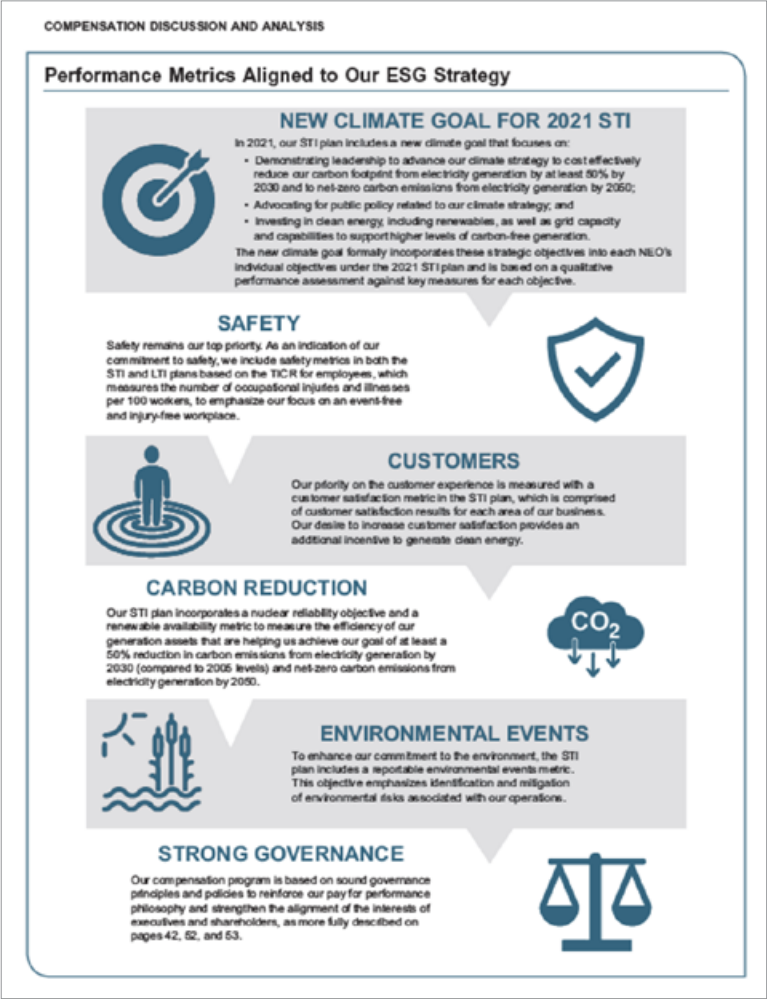 COMPENSATION DISCUSSION AND ANALYSIS
Performance Metrics Aligned to Our ESG Strategy
NEW CLIMATE GOAL FOR 2021 STI
In 2021, our STI plan includes a new climate goal that focuses on:
• Demonstrating leadership to advance our climate strategy to cost effectively
reduce our carbon footprint from electricity generation by at least 50% by
2030 and to net-zero carbon emissions from electricity generation by 2050;
• Advocating for public policy related to our climate strategy; and
• Investing in clean energy, including renewables, as well as grid capacity
and capabilities to support higher levels of carbon-free generation.
The new climate goal formally incorporates these strategic objectives into each NEO's
individual objectives under the 2021 STI plan and is based on a qualitative
performance assessment against key measures for each objective.
SAFETY
Safety remains our top priority. As an indication of our
commitment to safety, we include safety metrics in both the
STI and LTI plans based on the TICR for employees, which
measures the number of occupational injuries and illnesses
per 100 workers, to emphasize our focus on an event-free
and injury-free workplace.
CUSTOMERS
Our priority on the customer experience is measured with a
customer satisfaction metric in the STI plan, which is comprised
of customer satisfaction results for each area of our business.
Our desire to increase customer satisfaction provides an
additional incentive to generate clean energy.
CARBON REDUCTION
Our STI plan incorporates a nuclear reliability objective and a
renewable availability metric to measure the efficiency of our
generation assets that are helping us achieve our goal of at least a
50% reduction in carbon emissions from electricity generation by
2030 (compared to 2005 levels) and net-zero carbon emissions from
electricity generation by 2050.
CO2
ENVIRONMENTAL EVENTS
To enhance our commitment to the environment, the STI
plan includes a reportable environmental events metric.
This objective emphasizes identification and mitigation
of environmental risks associated with our operations.
STRONG GOVERNANCE
Our compensation program is based on sound governance
principles and policies to reinforce our pay for performance
philosophy and strengthen the alignment of the interests of
executives and shareholders, as more fully described on
pages 42, 52, and 53.